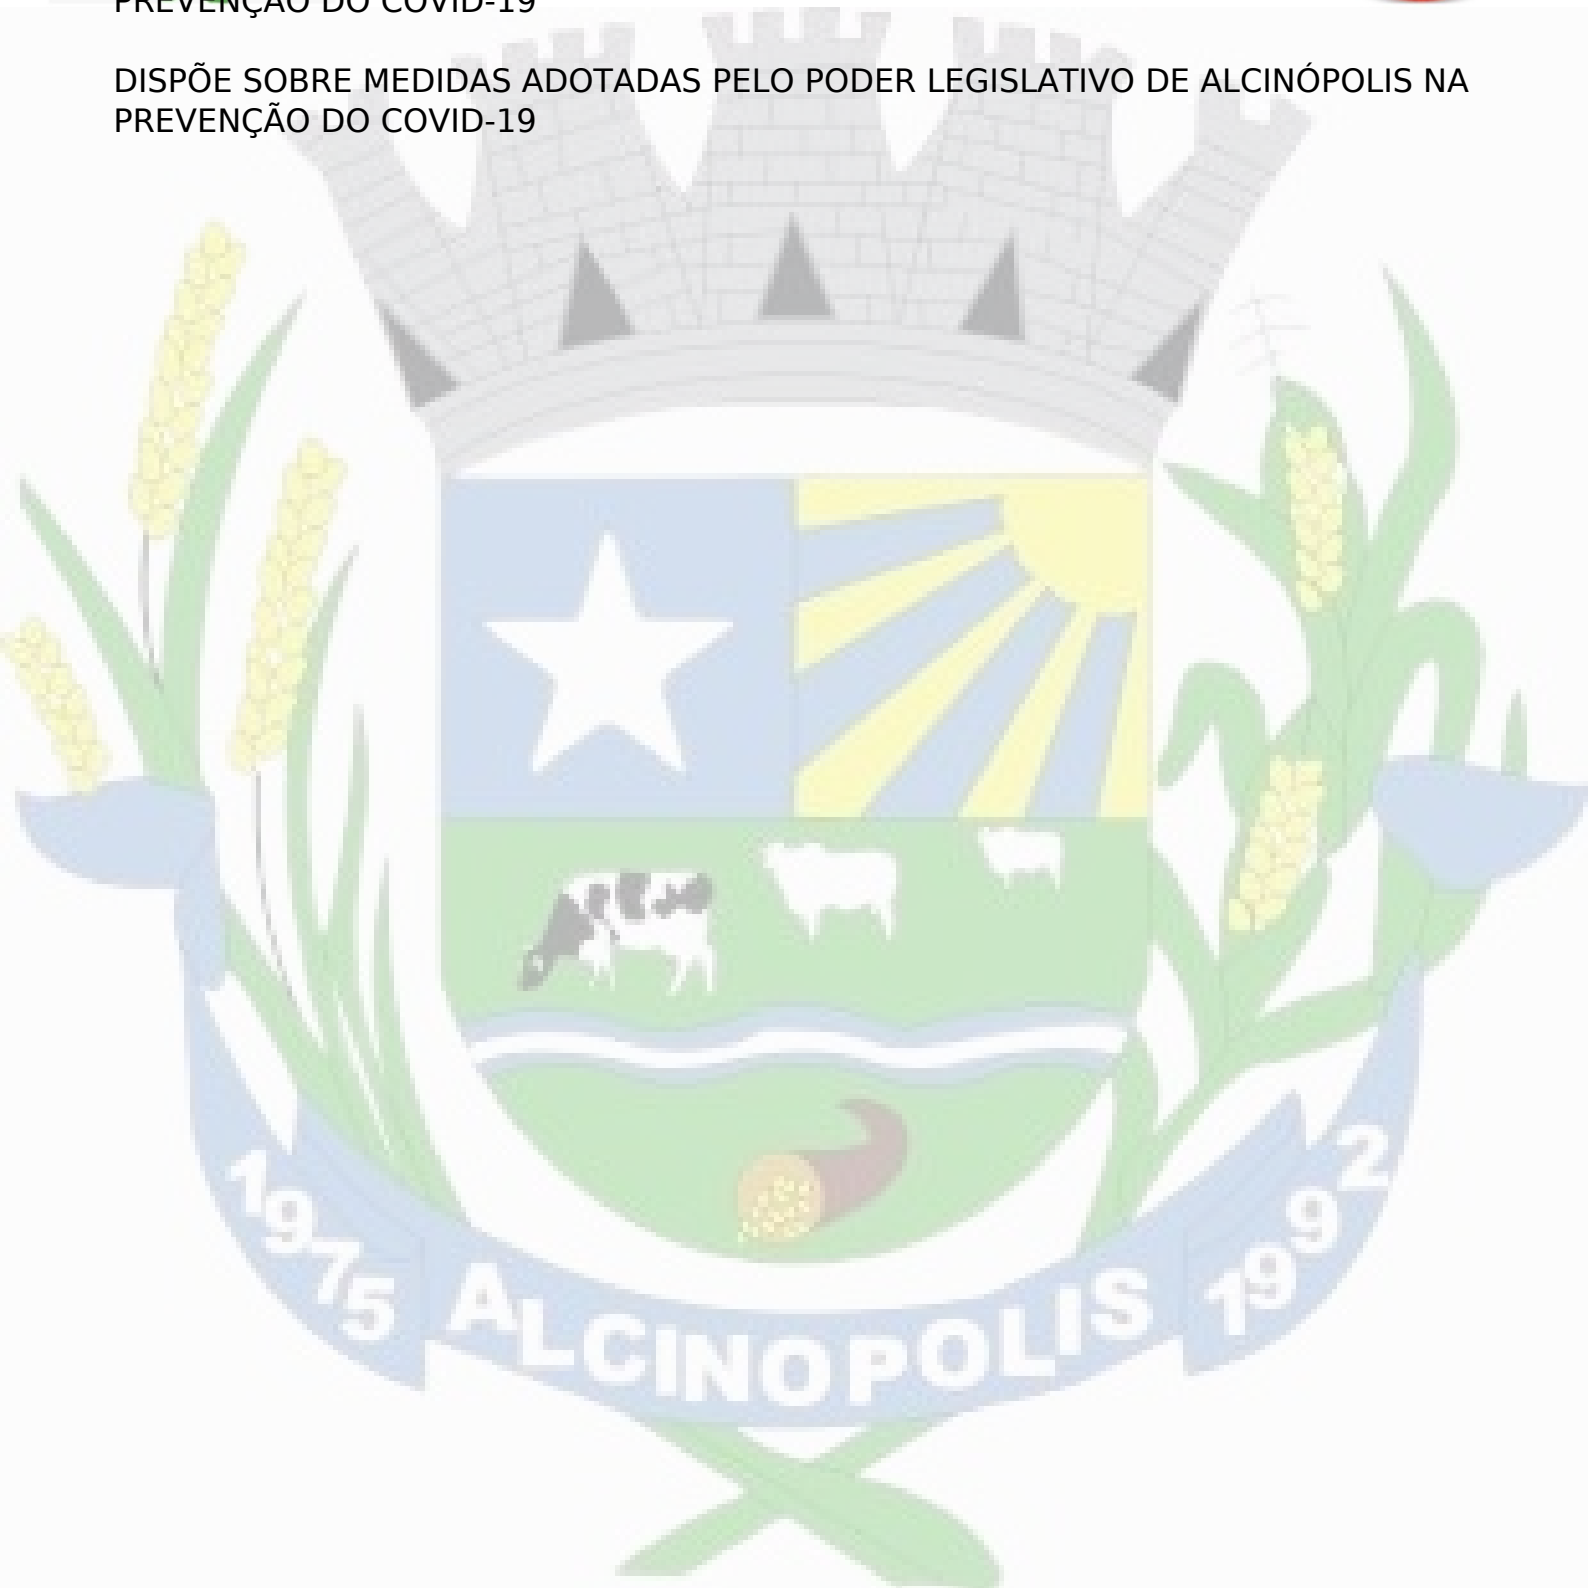 PREVENÇÃO DO COVID-19
DISPÕE SOBRE MEDIDAS ADOTADAS PELO PODER LEGISLATIVO DE ALCINÓPOLIS NA
PREVENÇÃO DO COVID-19
1975 ALCINOPOLIS 1992